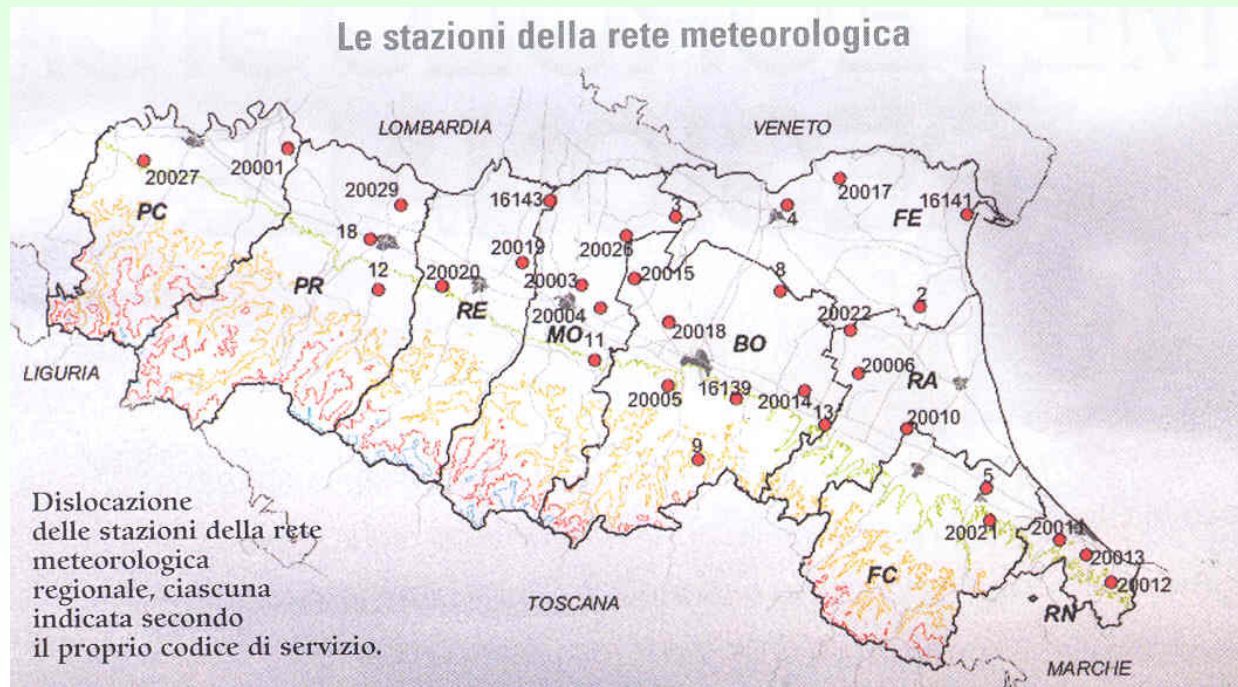 Le stazioni della rete meteorologica
LOMBARDIA
VENETO
20027
20001
PC
20029
16143
3
4
20017
16141
FE
18
20026
12
PR
20020
20019
RE
20003
20015
8
2
20004
MO
11
20018
BO
20022
LIGURIA
20006
RA
20005
16139
20014
13
20010
9
5
20021
20011
20013
20012
FC
RN
TOSCANA
MARCHE
Dislocazione
delle stazioni della rete
meteorologica
regionale, ciascuna
indicata secondo
il proprio codice di servizio.